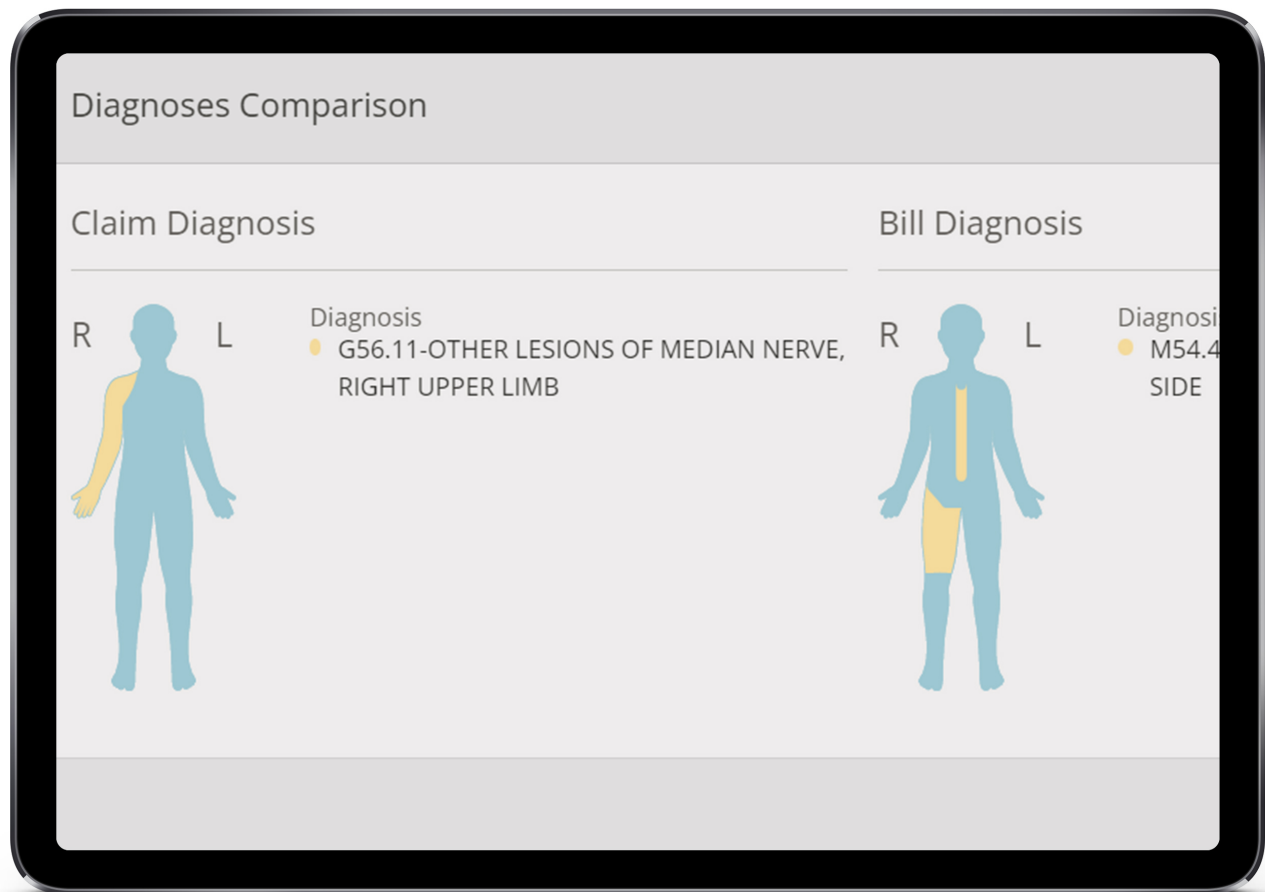 Diagnoses Comparison
Claim Diagnosis
R
L
Diagnosis
G56.11-OTHER LESIONS OF MEDIAN NERVE,
RIGHT UPPER LIMB
Bill Diagnosis
R
L
Diagnosi
M54.4
SIDE